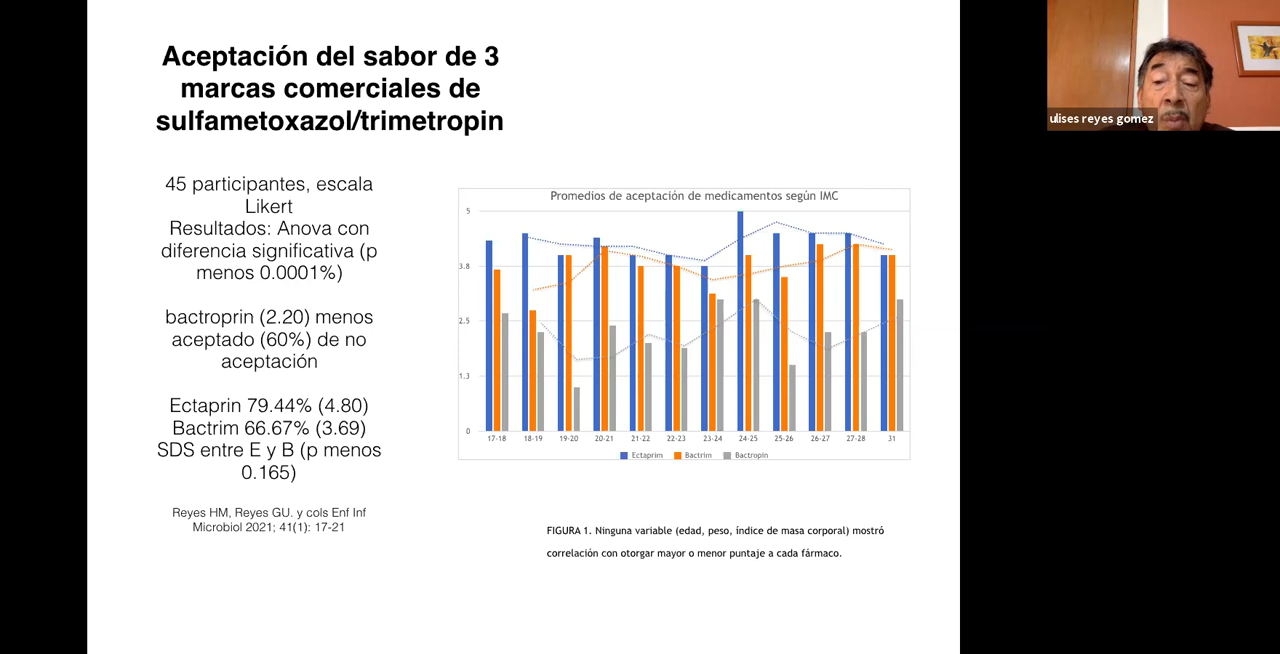 Aceptación del sabor de 3
marcas comerciales de
sulfametoxazol/trimetropin
45 participantes, escala
Likert
Resultados: Anova con
diferencia significativa (p
menos 0.0001%)
bactroprin (2.20) menos
aceptado (60%) de no
aceptación
Ectaprin 79.44% (4.80)
Bactrim 66.67% (3.69)
SDS entre E y B (p menos
0.165)
Reyes HM, Reyes GU. y cols Enf Inf
Microbiol 2021; 41(1): 17-21
Promedios de aceptación de medicamentos según IMC
5
3.8
2.5
1.3
0
17-18 18-19 19-20 20-21 21-22 22-23 23-24 24-25 25-26 26-27 27-28 31
Ectaprim Bactrim Bactropin
FIGURA 1. Ninguna variable (edad, peso, índice de masa corporal) mostró
correlación con otorgar mayor o menor puntaje a cada fármaco.
ulises reyes gomez